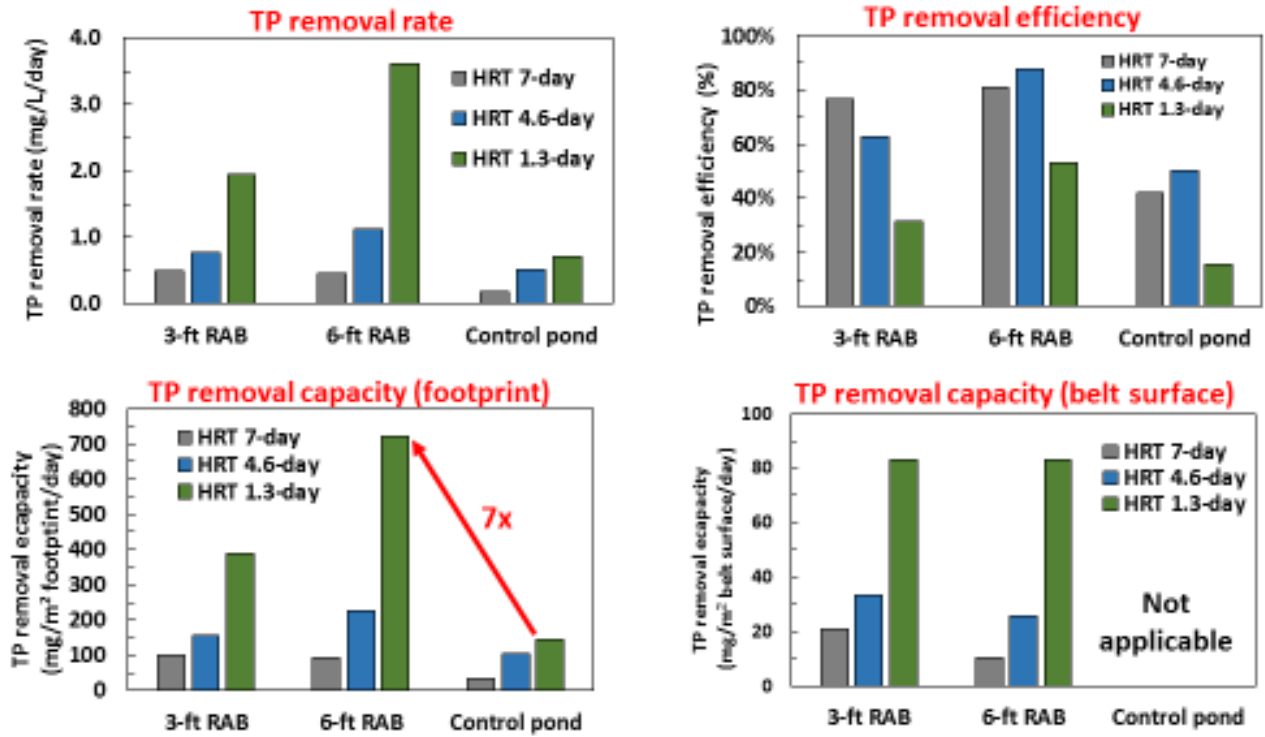 TP removal rate
TP removal rate (mg/L/day)
4.0
3.0
2.0
1.0
0.0
HRT 7-day
HRT 4.6-day
HRT 1.3-day
3-ft RAB
6-ft RAB
Control pond
TP removal efficiency
TP removal efficiency (%)
100%
80%
60%
40%
20%
0%
HRT 7-day
HRT 4.6-day
HRT 1.3-day
3-ft RAB
6-ft RAB
Control pond
TP removal capacity (footprint)
TP removal ecapacity
(mg/m² footptint/day)
800
700
600
500
400
300
200
100
0
HRT 7-day
HRT 4.6-day
HRT 1.3-day
7x
3-ft RAB
6-ft RAB
Control pond
TP removal capacity (belt surface)
TP removal ecapacity
(mg/m² belt surface/day)
100
80
60
40
20
0
HRT 7-day
HRT 4.6-day
HRT 1.3-day
Not
applicable
3-ft RAB
6-ft RAB
Control pond